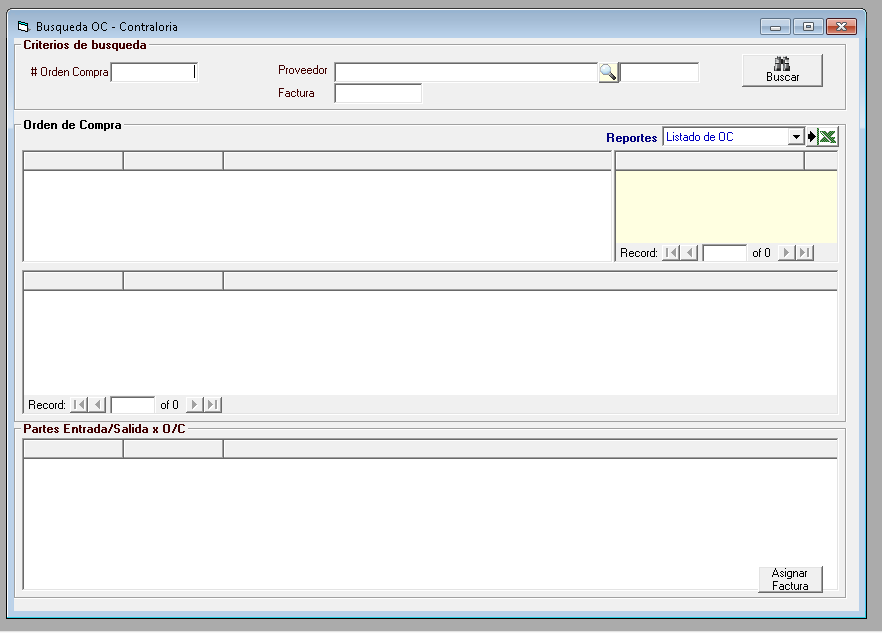 Busqueda OC - Contraloria
Criterios de busqueda
# Orden Compra
Proveedor
Buscar
Factura
Orden de Compra
Reportes Listado de OC
Record: of 0
Record: of 0
Partes Entrada/Salida x O/C
Asignar
Factura